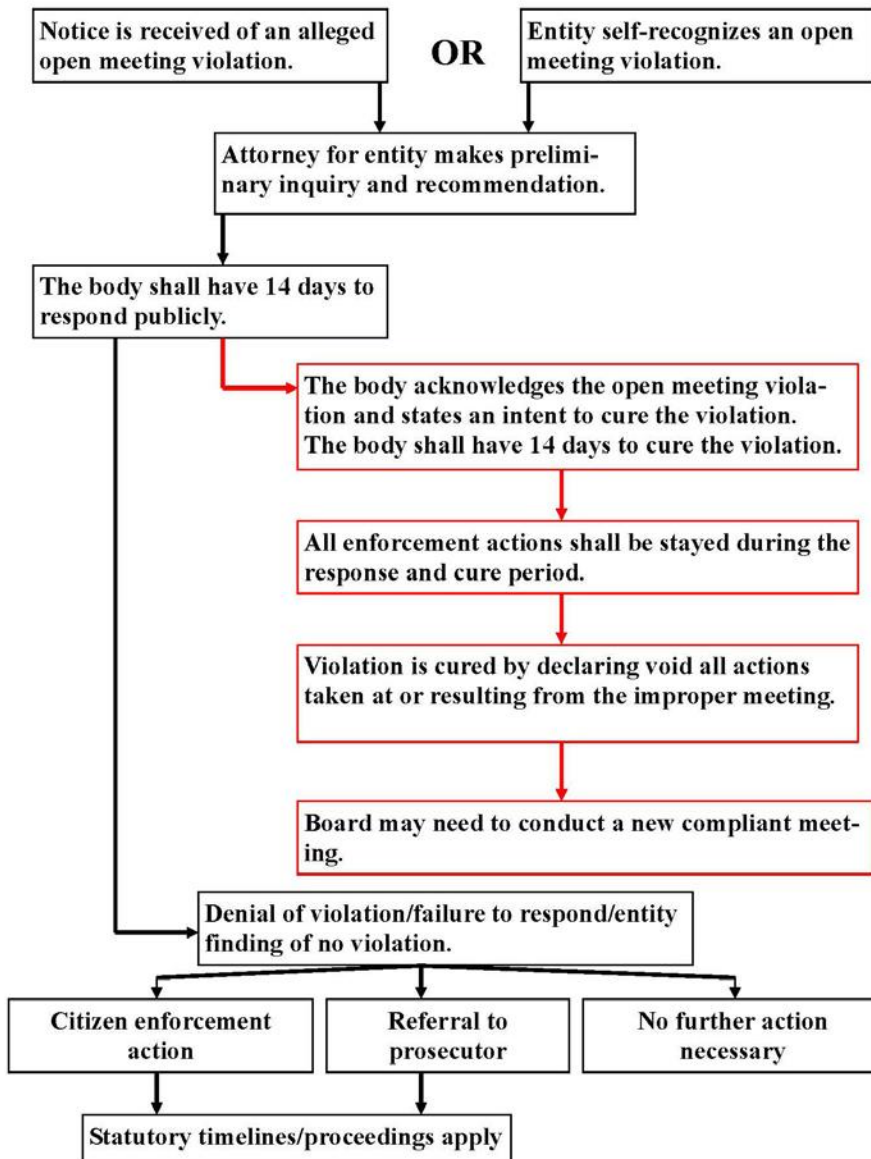 Notice is received of an alleged
open meeting violation.
OR
Entity self-recognizes an open
meeting violation.
Attorney for entity makes prelimi-
nary inquiry and recommendation.
The body shall have 14 days to
respond publicly.
The body acknowledges the open meeting viola-
tion and states an intent to cure the violation.
The body shall have 14 days to cure the violation.
All enforcement actions shall be stayed during the
response and cure period.
Violation is cured by declaring void all actions
taken at or resulting from the improper meeting.
Board may need to conduct a new compliant meet-
ing.
Denial of violation/failure to respond/entity
finding of no violation.
Citizen enforcement
action
Referral to
prosecutor
No further action
necessary
Statutory timelines/proceedings apply